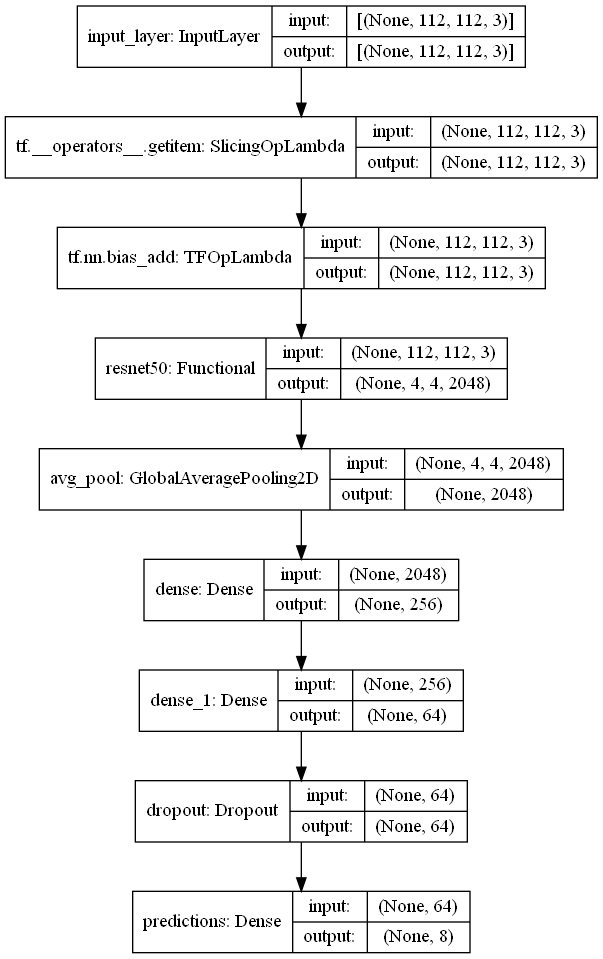 input_layer: InputLayer
input: [(None, 112, 112, 3)]
output: [(None, 112, 112, 3)]
tf.__operators__.getitem: SlicingOpLambda
input: (None, 112, 112, 3)
output: (None, 112, 112, 3)
tf.nn.bias_add: TFOpLambda
input: (None, 112, 112, 3)
output: (None, 112, 112, 3)
resnet50: Functional
input: (None, 112, 112, 3)
output: (None, 4, 4, 2048)
avg_pool: GlobalAveragePooling2D
input: (None, 4, 4, 2048)
output: (None, 2048)
dense: Dense
input: (None, 2048)
output: (None, 256)
dense_1: Dense
input: (None, 256)
output: (None, 64)
dropout: Dropout
input: (None, 64)
output: (None, 64)
predictions: Dense
input: (None, 64)
output: (None, 8)